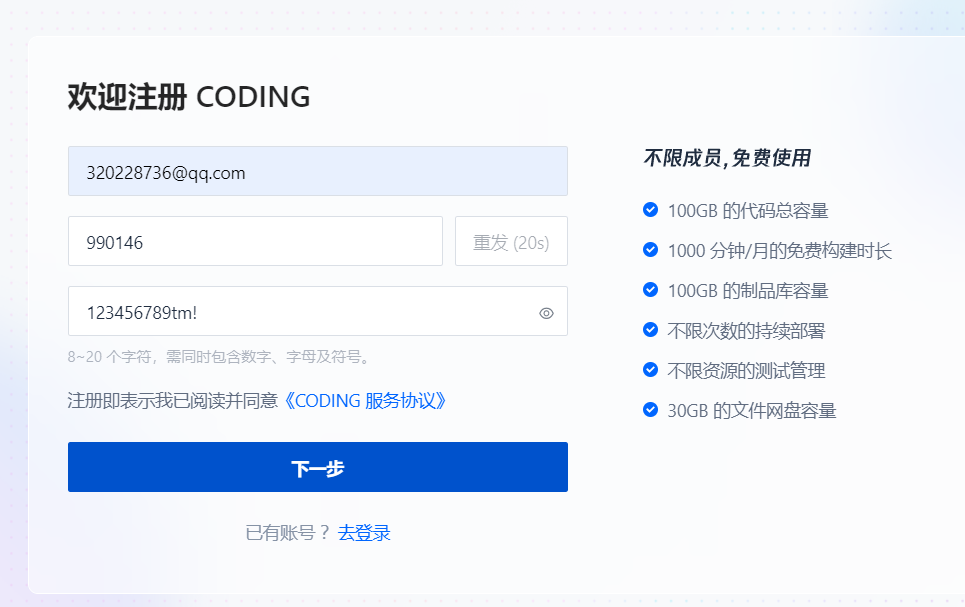 欢迎注册 CODING
320228736@qq.com
990146
重发 (20s)
123456789tm!
8~20 个字符，需同时包含数字、字母及符号。
注册即表示我已阅读并同意《CODING 服务协议》
下一步
已有账号？去登录
不限成员, 免费使用
100GB 的代码总容量
1000 分钟/月的免费构建时长
100GB 的制品库容量
不限次数的持续部署
不限资源的测试管理
30GB 的文件网盘容量